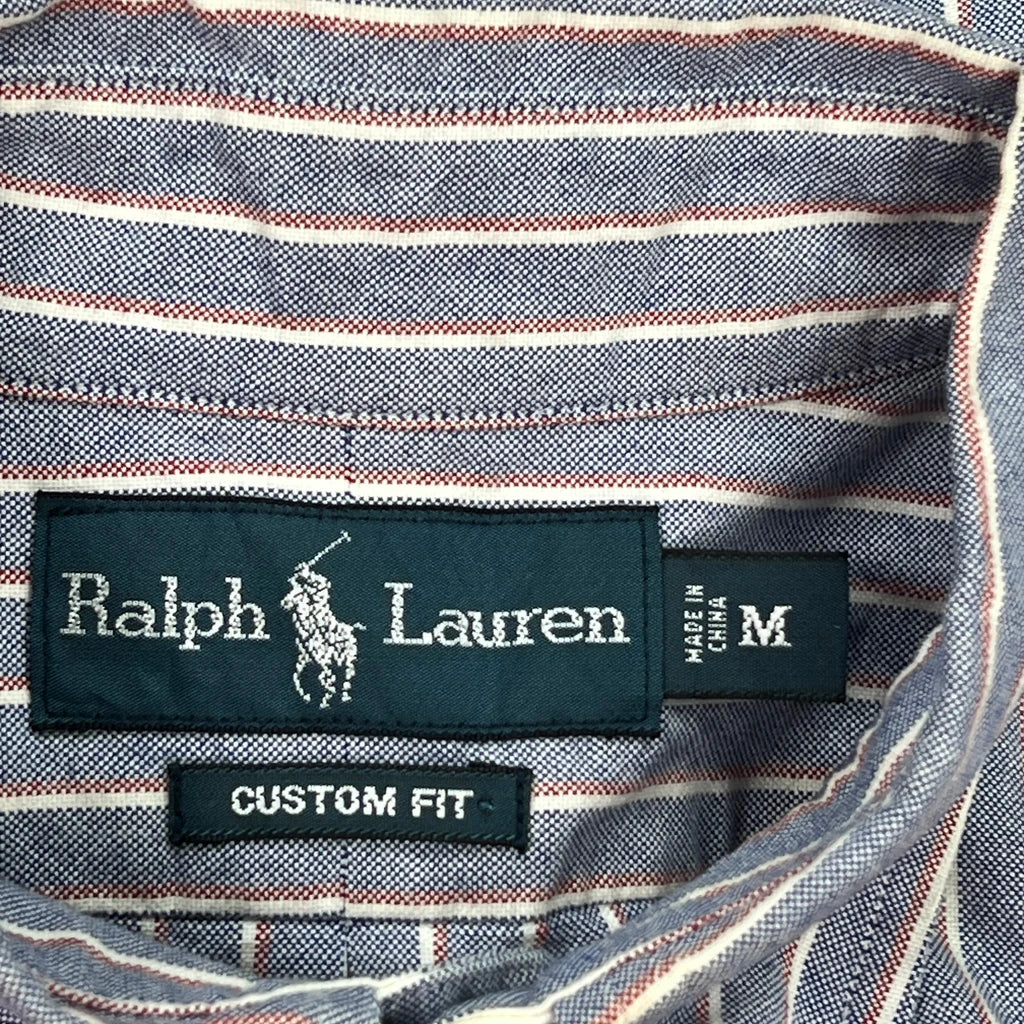 Ralph Lauren
MADE IN
CHINA
M
CUSTOM FIT